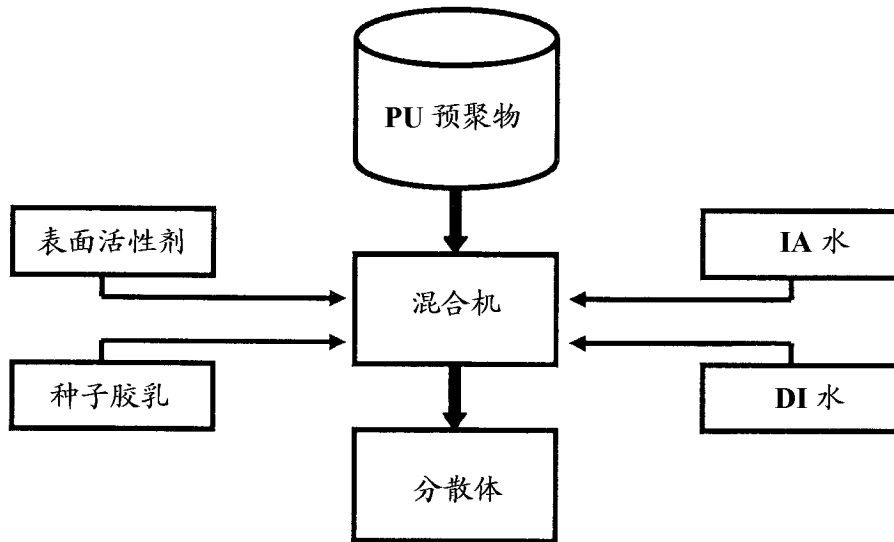 PU 预聚物
表面活性剂
IA 水
混合机
种子胶乳
DI 水
分散体